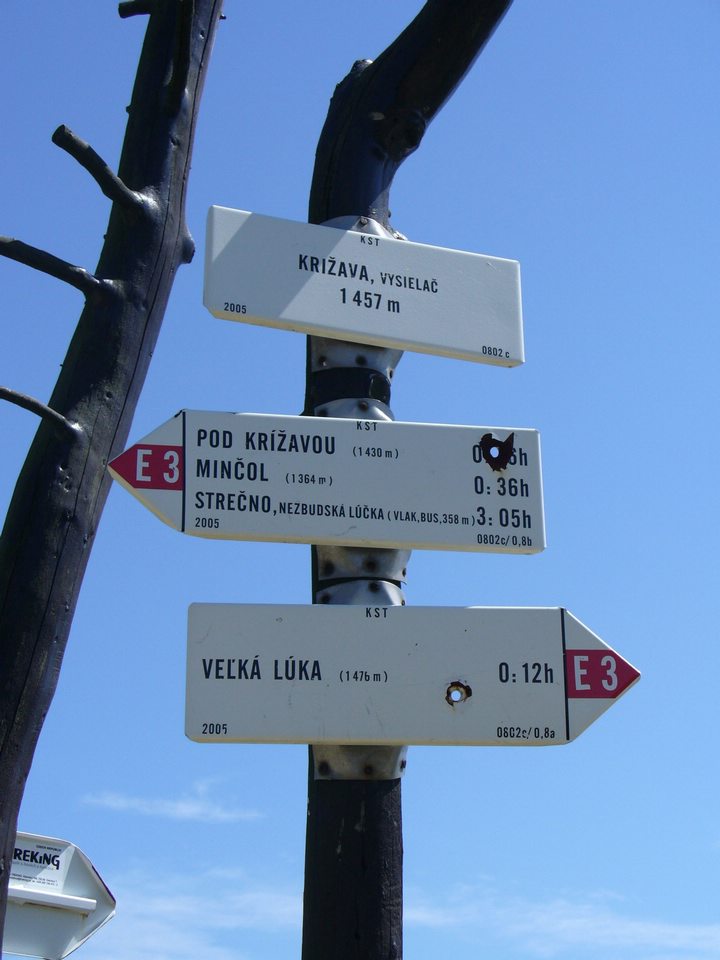 KST
KRIŽAVA, VYSIELAČ
1457 m
2005
0802 c
KST
E 3
POD KRÍŽAVOU (1430 m)
MINČOL (1364 m) 0:36h
STREČNO, NEZBUDSKÁ LÚČKA (VLAK,BUS,358 m) 3:05h
2005
0802c/0,8b
KST
VEĽKÁ LÚKA (1476 m) 0:12h
E 3
2005
0802c/0,8a
REKiNG